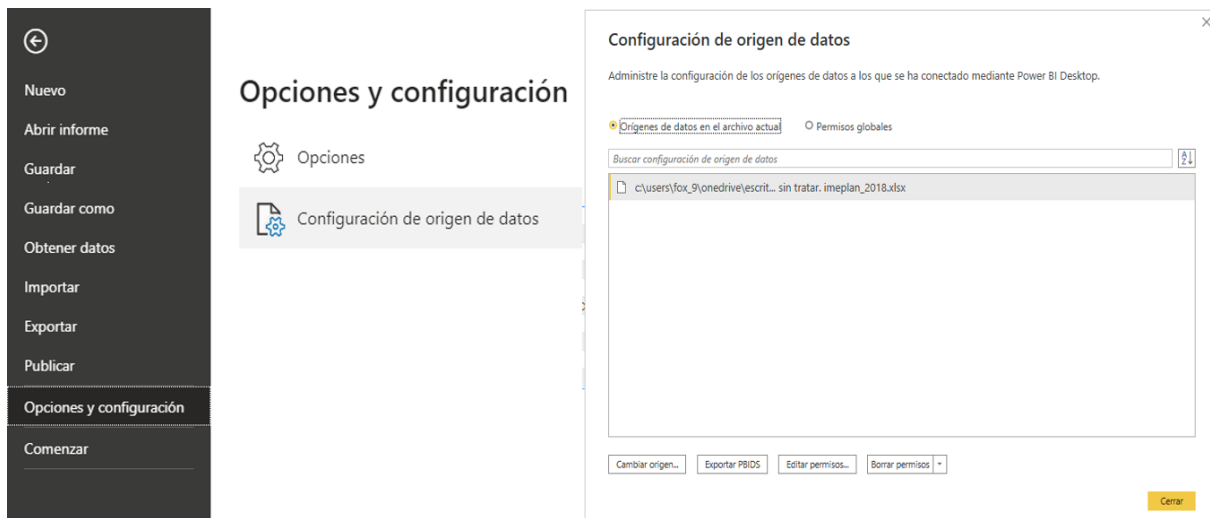 Nuevo
Abrir informe
Guardar
Guardar como
Obtener datos
Importar
Exportar
Publicar
Opciones y configuración
Comenzar
Opciones y configuración
Opciones
Configuración de origen de datos
Configuración de origen de datos
Administre la configuración de los orígenes de datos a los que se ha conectado mediante Power BI Desktop.
Orígenes de datos en el archivo actual Permisos globales
Buscar configuración de origen de datos
c:\users\fox_9\onedrive\escrit... sin tratar. imeplan_2018.xlsx
Cambiar origen... Exportar PBIDS Editar permisos... Borrar permisos
Cerrar